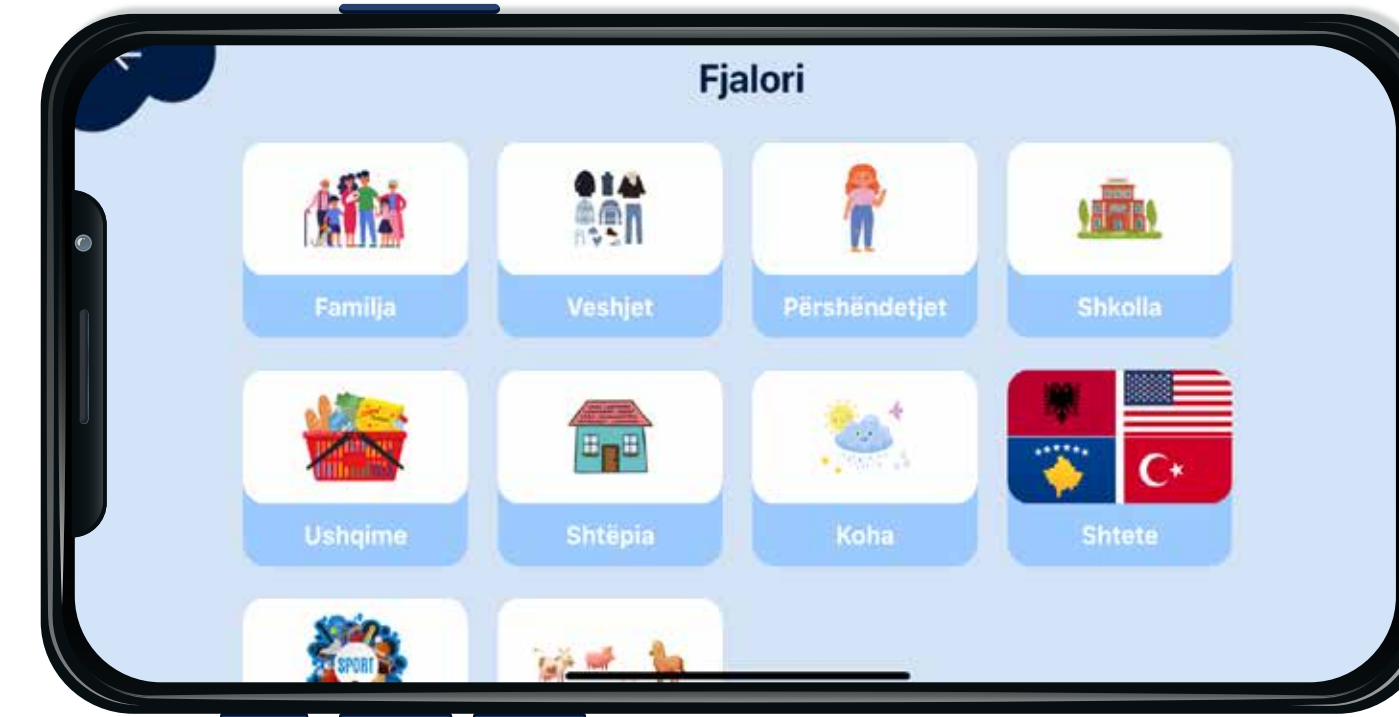 Fjalori
Familja
Veshjet
Përshëndetjet
Shkolla
Ushqime
Shtëpia
Koha
Shtete
SPORT